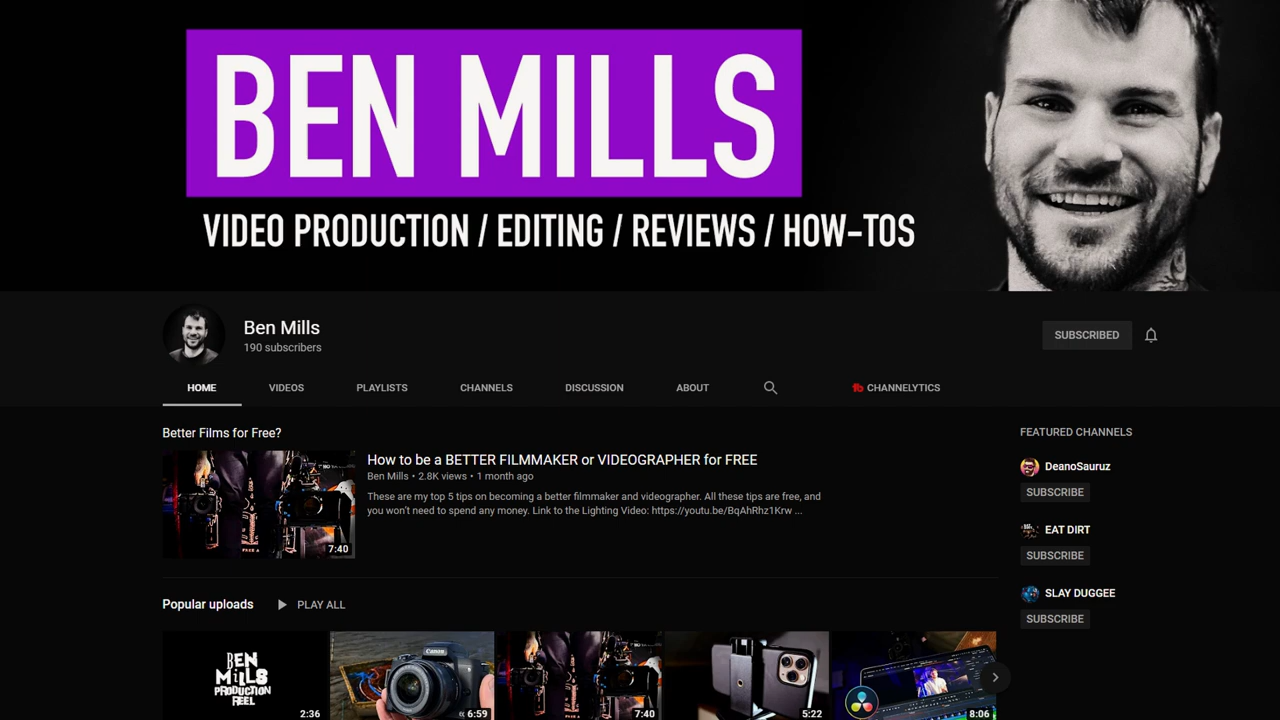 BEN MILLS
VIDEO PRODUCTION / EDITING / REVIEWS / HOW-TOS
Ben Mills
190 subscribers
SUBSCRIBED
HOME VIDEOS PLAYLISTS CHANNELS DISCUSSION ABOUT CHANNELYTICS
Better Films for Free?
How to be a BETTER FILMMAKER or VIDEOGRAPHER for FREE
Ben Mills • 2.8K views • 1 month ago
These are my top 5 tips on becoming a better filmmaker and videographer. All these tips are free, and
you won't need to spend any money. Link to the Lighting Video: https://youtu.be/BqAhRhz1Krw ...
7:40
FEATURED CHANNELS
DeanoSauruz
SUBSCRIBE
EAT DIRT
SUBSCRIBE
SLAY DUGGEE
SUBSCRIBE
Popular uploads PLAY ALL
BEN
MILLS
PRODUCTION
REEL
2:36
Canon
6:59
7:40
5:22
8:06